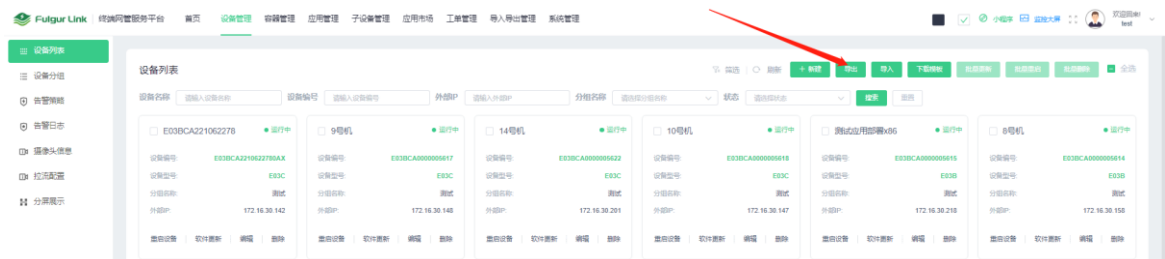 Fulgur Link 终端网管服务平台 首页 设备管理 容器管理 应用管理 子设备管理 应用市场 工单管理 导入导出管理 系统管理 小程序 监控大屏 欢迎回来! test
设备列表
设备分组
告警策略
告警日志
摄像头信息
拉流配置
分屏展示
设备列表 筛选 刷新 + 新建 导出 导入 下载模板 批量更新 批量重启 批量删除 全选
设备名称 请输入设备名称 设备编号 请输入设备编号 外部IP 请输入外部IP 分组名称 请选择分组名称 状态 请选择状态 搜索 重置
E03BCA221062278 运行中 9号机 运行中 14号机 运行中 10号机 运行中 测试应用部署x86 运行中 8号机 运行中
设备编号: E03BCA2210622788AX 设备编号: E03BCA0000005617 设备编号: E03BCA0000005622 设备编号: E03BCA0000005618 设备编号: E03BCA0000005615 设备编号: E03BCA0000005614
设备型号: E03C 设备型号: E03C 设备型号: E03C 设备型号: E03C 设备型号: E03B 设备型号: E03B
分组名称: 测试 分组名称: 测试 分组名称: 测试 分组名称: 测试 分组名称: 测试 分组名称: 测试
外部IP: 172.16.30.142 外部IP: 172.16.30.148 外部IP: 172.16.30.201 外部IP: 172.16.30.147 外部IP: 172.16.30.218 外部IP: 172.16.30.158
重启设备 软件更新 编辑 删除 重启设备 软件更新 编辑 删除 重启设备 软件更新 编辑 删除 重启设备 软件更新 编辑 删除 重启设备 软件更新 编辑 删除 重启设备 软件更新 编辑 删除